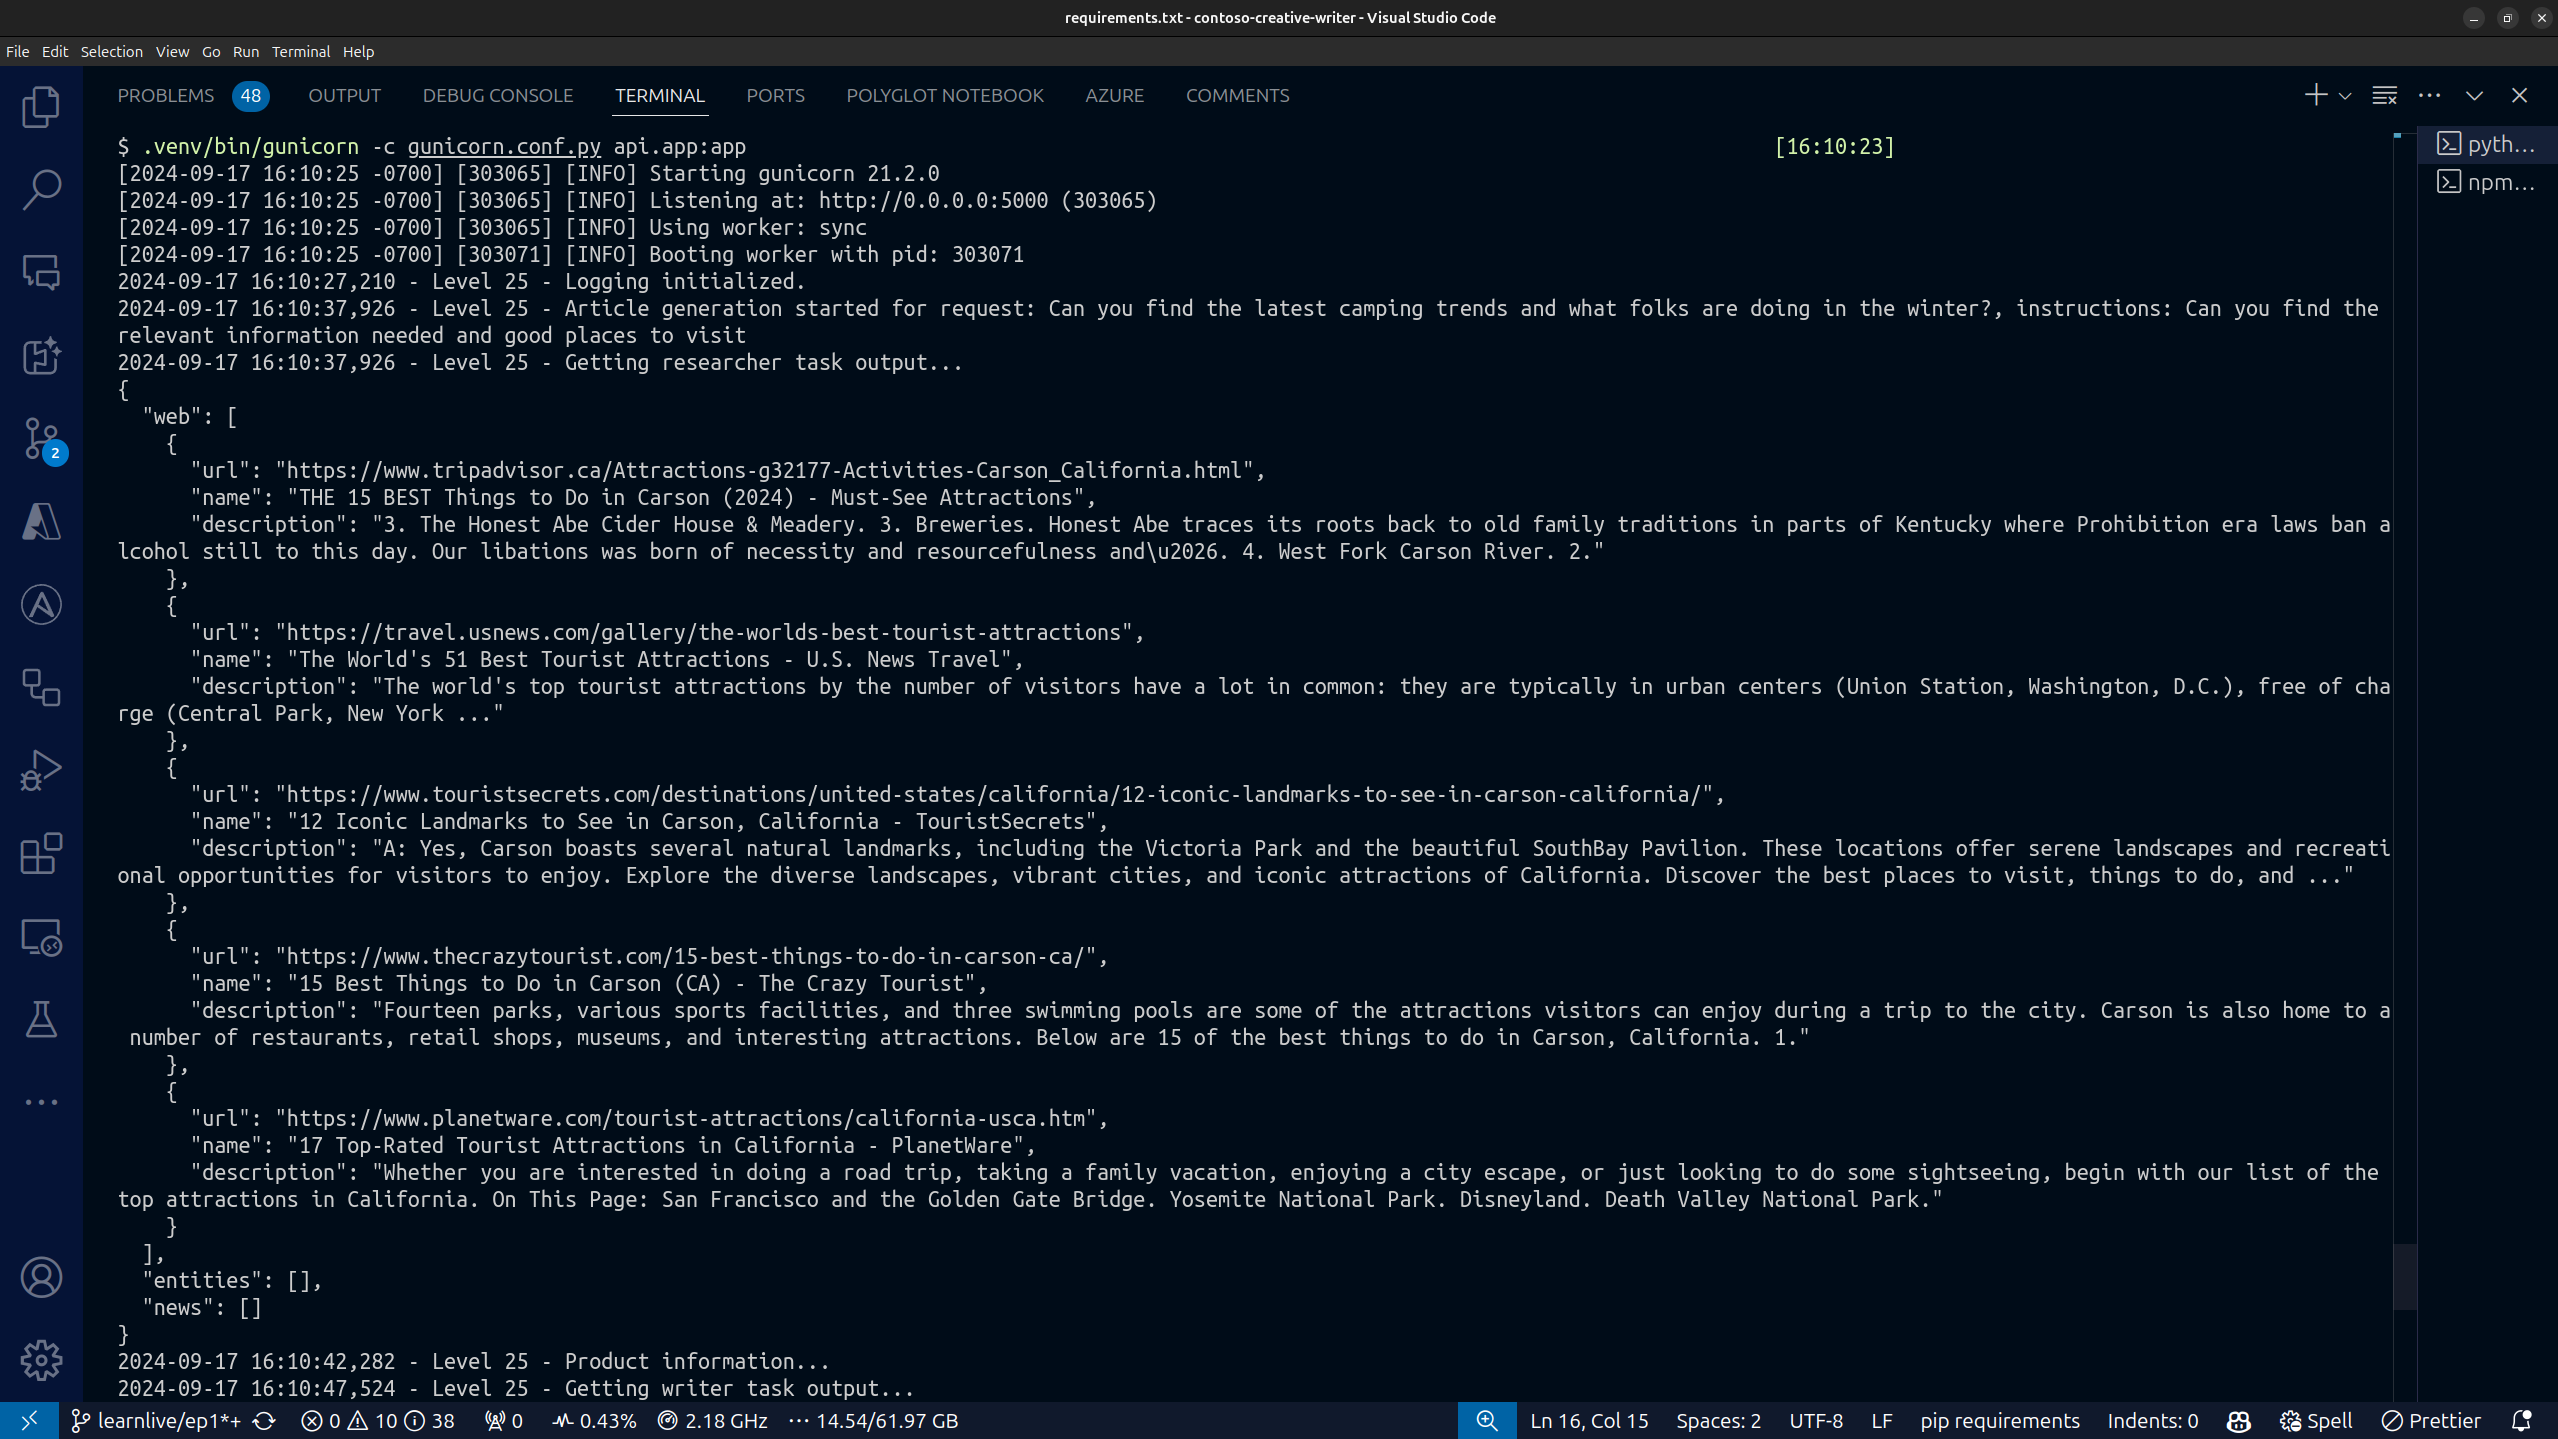 requirements.txt - contoso-creative-writer - Visual Studio Code
File Edit Selection View Go Run Terminal Help
PROBLEMS 48 OUTPUT DEBUG CONSOLE TERMINAL PORTS POLYGLOT NOTEBOOK AZURE COMMENTS
$ .venv/bin/gunicorn -c gunicorn.conf.py api.app:app [16:10:23]
pyth...
npm...
[2024-09-17 16:10:25 -0700] [303065] [INFO] Starting gunicorn 21.2.0
[2024-09-17 16:10:25 -0700] [303065] [INFO] Listening at: http://0.0.0.0:5000 (303065)
[2024-09-17 16:10:25 -0700] [303065] [INFO] Using worker: sync
[2024-09-17 16:10:25 -0700] [303071] [INFO] Booting worker with pid: 303071
2024-09-17 16:10:27,210 - Level 25 - Logging initialized.
2024-09-17 16:10:37,926 - Level 25 - Article generation started for request: Can you find the latest camping trends and what folks are doing in the winter?, instructions: Can you find the
relevant information needed and good places to visit
2024-09-17 16:10:37,926 - Level 25 - Getting researcher task output...
{
"web": [
{
"url": "https://www.tripadvisor.ca/Attractions-g32177-Activities-Carson_California.html",
"name": "THE 15 BEST Things to Do in Carson (2024) - Must-See Attractions",
"description": "3. The Honest Abe Cider House & Meadery. 3. Breweries. Honest Abe traces its roots back to old family traditions in parts of Kentucky where Prohibition era laws ban a
lcohol still to this day. Our libations was born of necessity and resourcefulness and\u2026. 4. West Fork Carson River. 2."
},
{
"url": "https://travel.usnews.com/gallery/the-worlds-best-tourist-attractions",
"name": "The World's 51 Best Tourist Attractions - U.S. News Travel",
"description": "The world's top tourist attractions by the number of visitors have a lot in common: they are typically in urban centers (Union Station, Washington, D.C.), free of cha
rge (Central Park, New York ..."
},
{
"url": "https://www.touristsecrets.com/destinations/united-states/california/12-iconic-landmarks-to-see-in-carson-california/",
"name": "12 Iconic Landmarks to See in Carson, California - TouristSecrets",
"description": "A: Yes, Carson boasts several natural landmarks, including the Victoria Park and the beautiful SouthBay Pavilion. These locations offer serene landscapes and recreati
onal opportunities for visitors to enjoy. Explore the diverse landscapes, vibrant cities, and iconic attractions of California. Discover the best places to visit, things to do, and ..."
},
{
"url": "https://www.thecrazytourist.com/15-best-things-to-do-in-carson-ca/",
"name": "15 Best Things to Do in Carson (CA) - The Crazy Tourist",
"description": "Fourteen parks, various sports facilities, and three swimming pools are some of the attractions visitors can enjoy during a trip to the city. Carson is also home to a
number of restaurants, retail shops, museums, and interesting attractions. Below are 15 of the best things to do in Carson, California. 1."
},
{
"url": "https://www.planetware.com/tourist-attractions/california-usca.htm",
"name": "17 Top-Rated Tourist Attractions in California - PlanetWare",
"description": "Whether you are interested in doing a road trip, taking a family vacation, enjoying a city escape, or just looking to do some sightseeing, begin with our list of the
top attractions in California. On This Page: San Francisco and the Golden Gate Bridge. Yosemite National Park. Disneyland. Death Valley National Park."
}
],
"entities": [],
"news": []
}
2024-09-17 16:10:42,282 - Level 25 - Product information...
2024-09-17 16:10:47,524 - Level 25 - Getting writer task output...
2
learnlive/ep1*+ 0 10 38 0 0.43% 2.18 GHz 14.54/61.97 GB Ln 16, Col 15 Spaces: 2 UTF-8 LF pip requirements Indents: 0 Spell Prettier